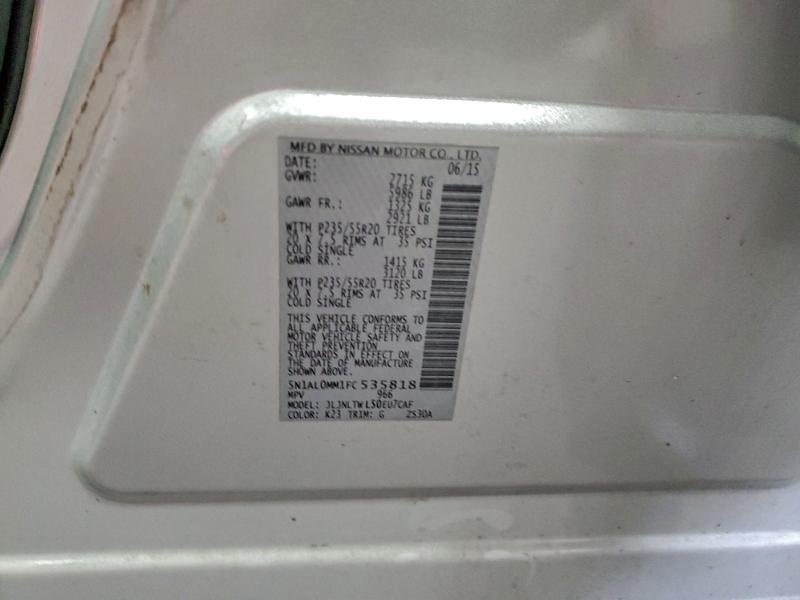 MFD BY NISSAN MOTOR CO., LTD.
DATE: 06/15
GVWR: 2715 KG
5986 LB
GAWR FR.: 1325 KG
2921 LB
WITH P235/55R20 TIRES
20 X 7.5 RIMS AT 35 PSI
COLD SINGLE
GAWR RR.: 1415 KG
3120 LB
WITH P235/55R20 TIRES
20 X 7.5 RIMS AT 35 PSI
COLD SINGLE
THIS VEHICLE CONFORMS TO
ALL APPLICABLE FEDERAL
MOTOR VEHICLE SAFETY AND
THEFT PREVENTION
STANDARDS IN EFFECT ON
THE DATE OF MANUFACTURE
SHOWN ABOVE.
5N1AL0MM1FC535818
MPV 966
MODEL: JLJNLTWL50EU7CAF
COLOR: K23 TRIM: G 2S30A